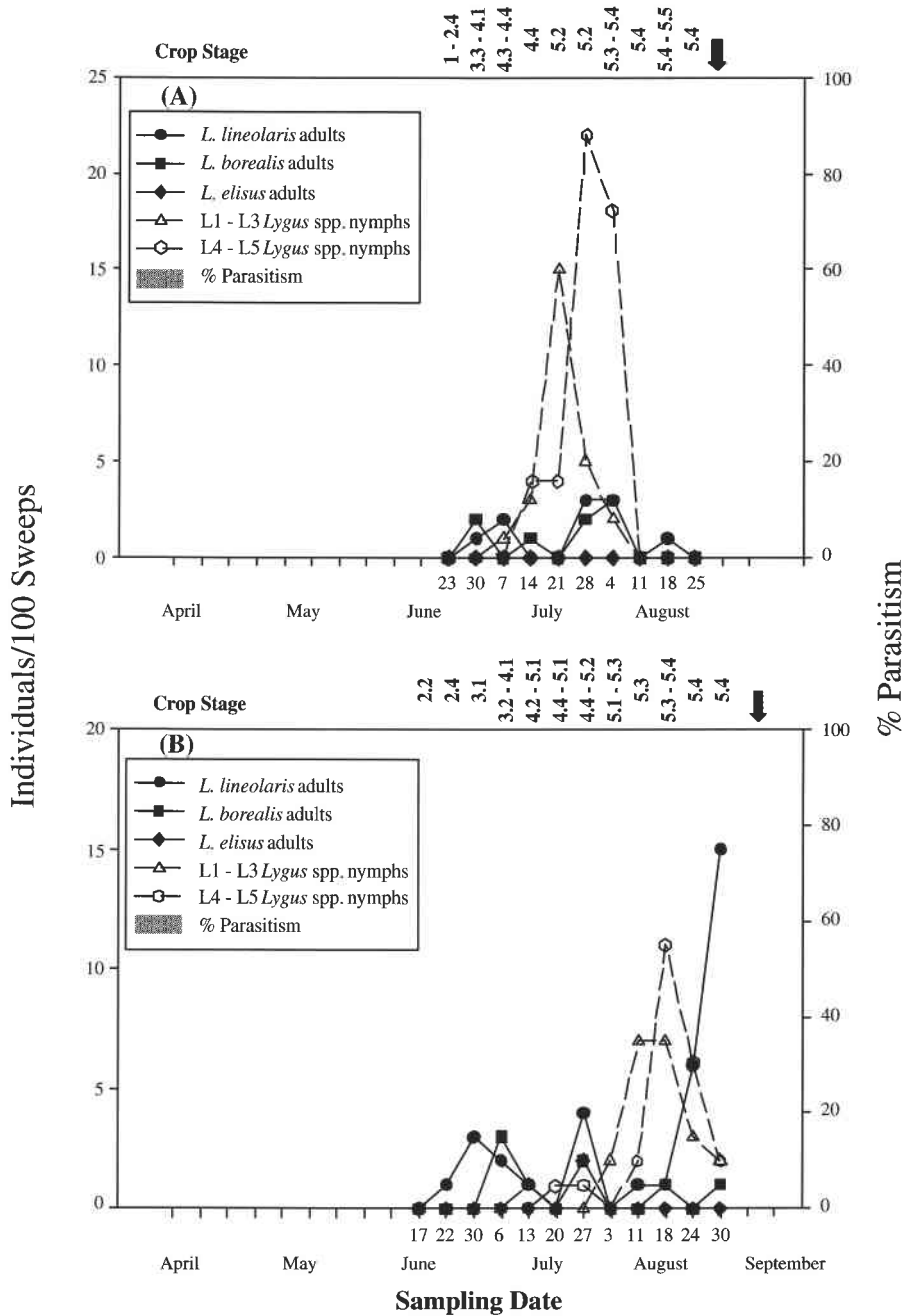 Crop Stage
1 - 2.4
3.3 - 4.1
4.3 - 4.4
4.4
5.2
5.2
5.3 - 5.4
5.4
5.4 - 5.5
5.4
(A)
L. lineolaris adults
L. borealis adults
L. elisus adults
L1 - L3 Lygus spp. nymphs
L4 - L5 Lygus spp. nymphs
% Parasitism
25
20
15
10
5
0
100
80
60
40
20
0
23 30 7 14 21 28 4 11 18 25
April May June July August
Individuals/100 Sweeps
% Parasitism
Crop Stage
2.2
2.4
3.1
3.2 - 4.1
4.2 - 5.1
4.4 - 5.1
4.4 - 5.2
5.1 - 5.3
5.3
5.3 - 5.4
5.4
5.4
(B)
L. lineolaris adults
L. borealis adults
L. elisus adults
L1 - L3 Lygus spp. nymphs
L4 - L5 Lygus spp. nymphs
% Parasitism
20
15
10
5
0
100
80
60
40
20
0
17 22 30 6 13 20 27 3 11 18 24 30
April May June July August September
Sampling Date